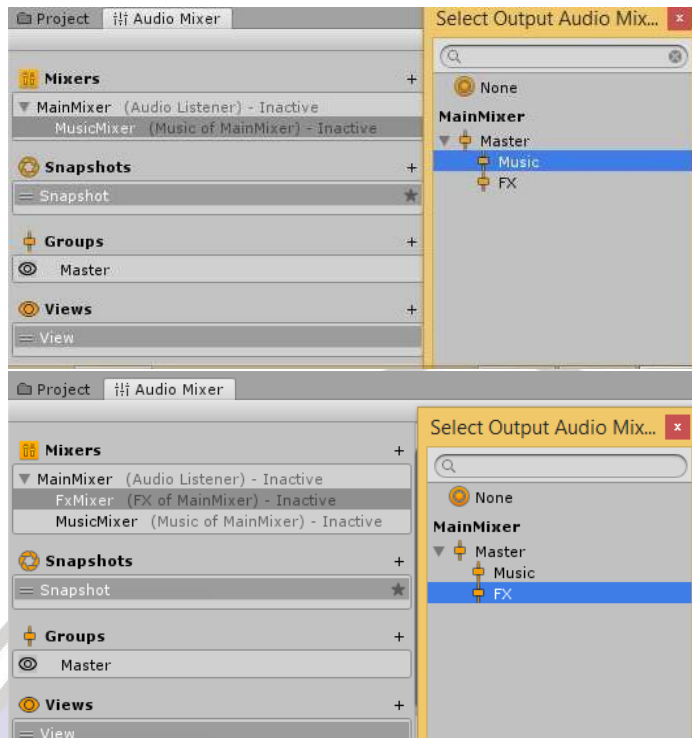 Project Audio Mixer
Select Output Audio Mix... x
Mixers +
None
MainMixer (Audio Listener) - Inactive
MainMixer
MusicMixer (Music of MainMixer) - Inactive
Master
Music
Snapshots +
FX
Snapshot
Groups +
Master
Views +
View
Project Audio Mixer
Select Output Audio Mix... x
Mixers +
MainMixer (Audio Listener) - Inactive
None
FxMixer (FX of MainMixer) - Inactive
MusicMixer (Music of MainMixer) - Inactive
MainMixer
Master
Snapshots +
Music
Snapshot
FX
Groups +
Master
Views +
View